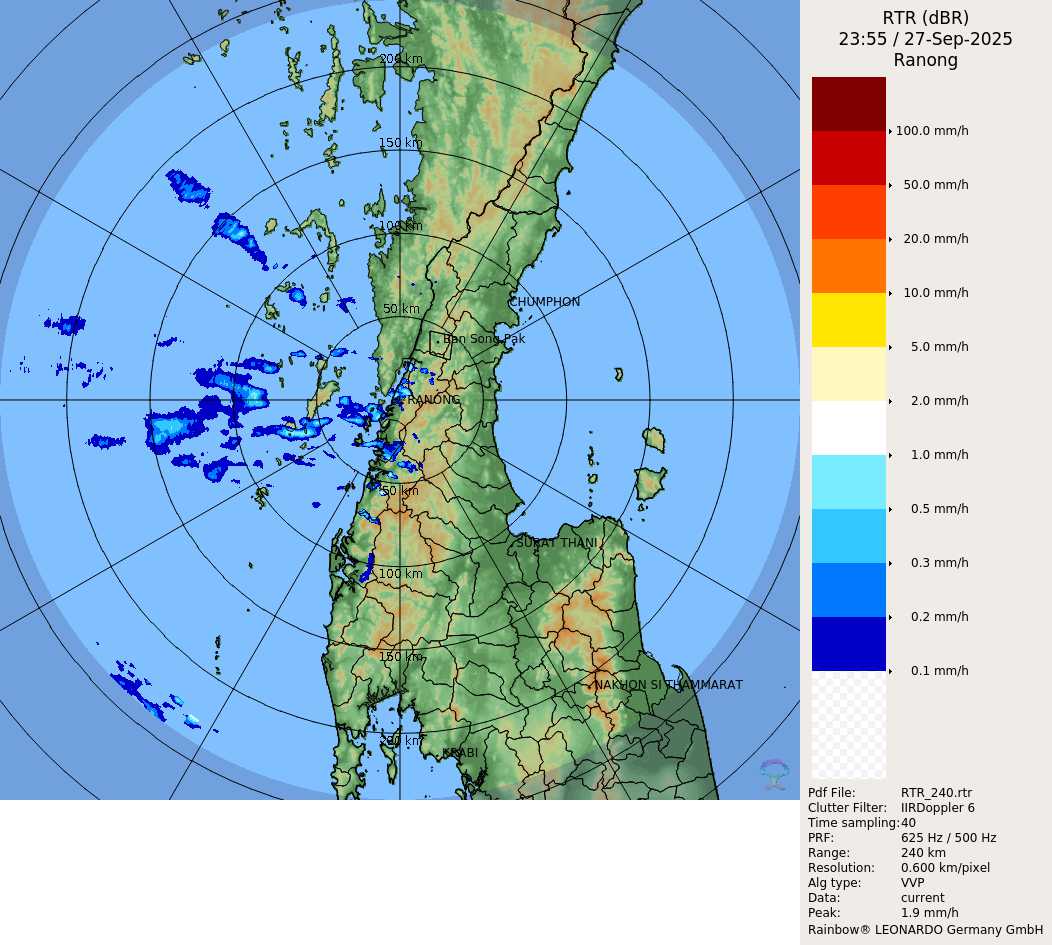 RTR (dBR)
23:55 / 27-Sep-2025
Ranong
200 km
150 km
100 km
50 km
CHUMPHON
Ban Song Pak
RANONG
50 km
SURAT THANI
100 km
150 km
NAKHON SI THAMMARAT
200 km
KRABI
100.0 mm/h
50.0 mm/h
20.0 mm/h
10.0 mm/h
5.0 mm/h
2.0 mm/h
1.0 mm/h
0.5 mm/h
0.3 mm/h
0.2 mm/h
0.1 mm/h
Pdf File: RTR_240.rtr
Clutter Filter: IIRDoppler 6
Time sampling:40
PRF: 625 Hz / 500 Hz
Range: 240 km
Resolution: 0.600 km/pixel
Alg type: VVP
Data: current
Peak: 1.9 mm/h
Rainbow® LEONARDO Germany GmbH